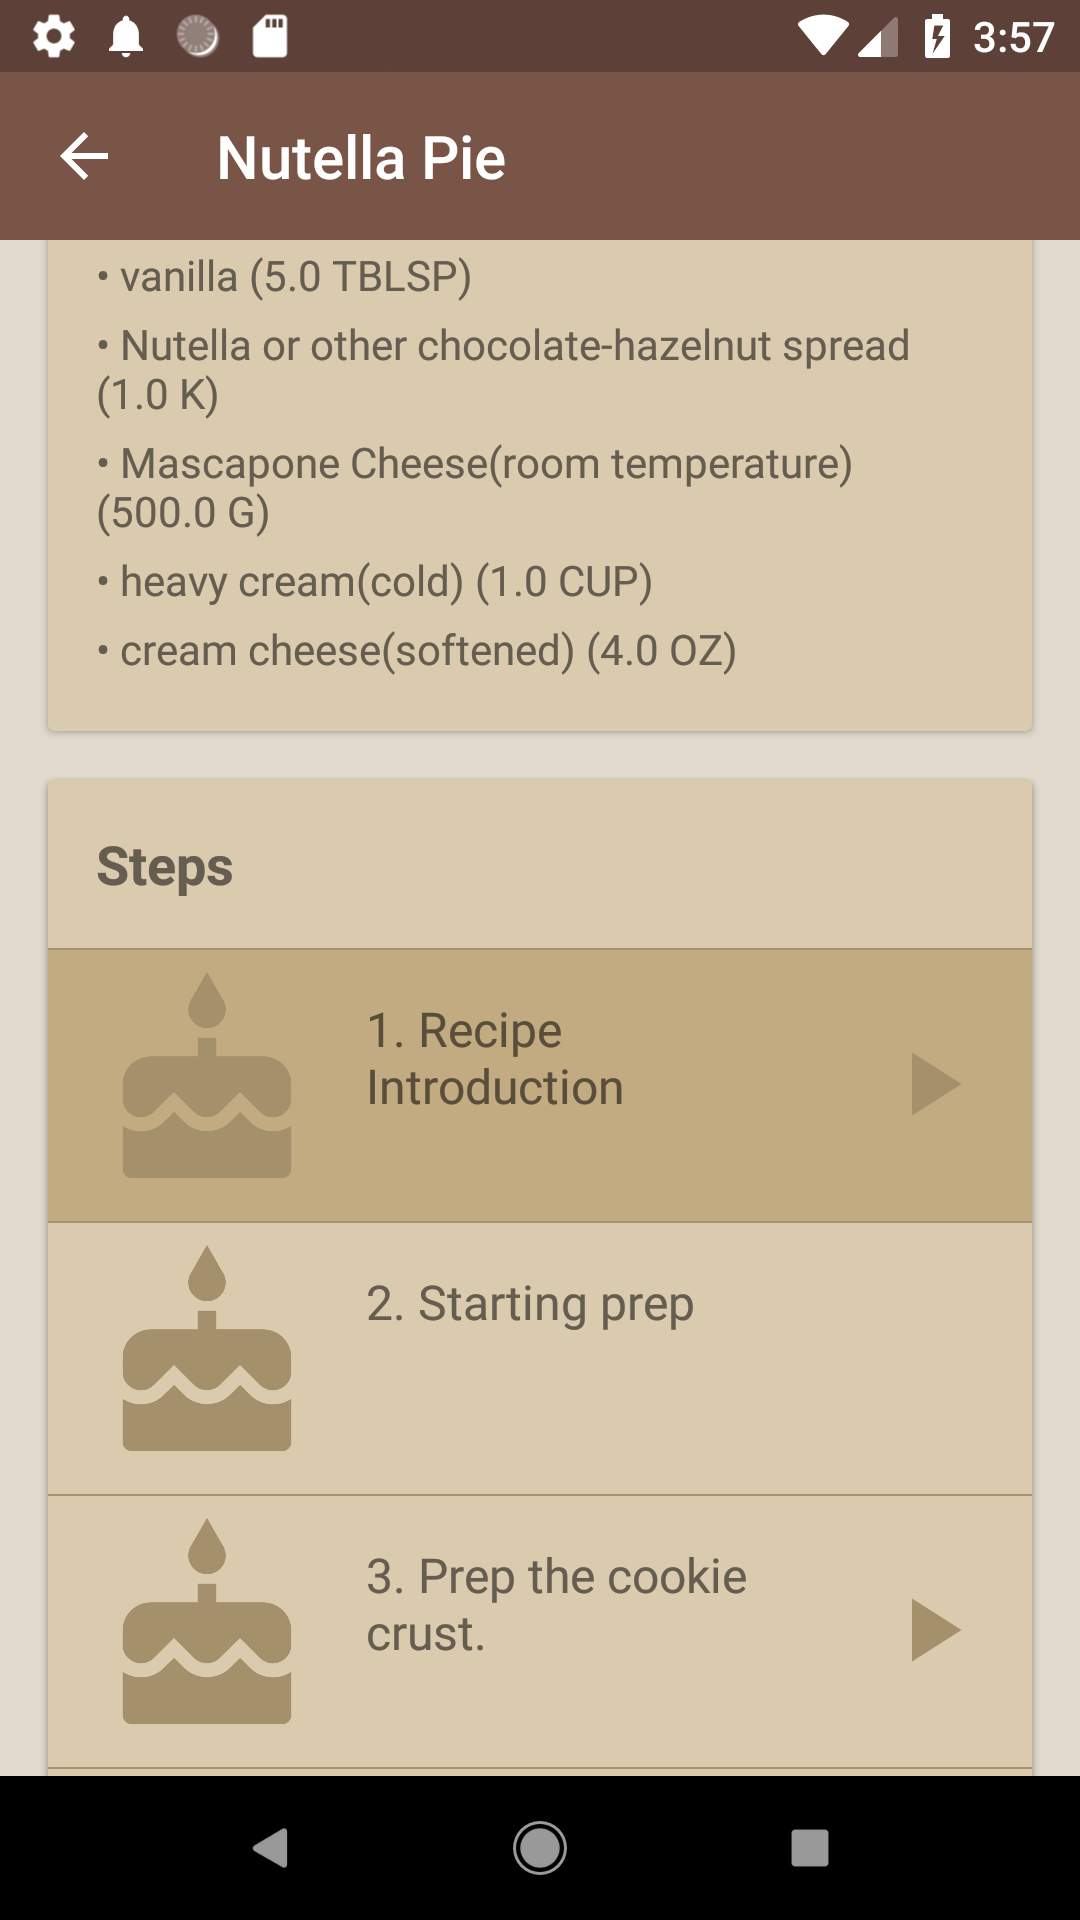 3:57
Nutella Pie
• vanilla (5.0 TBLSP)
• Nutella or other chocolate-hazelnut spread
(1.0 K)
• Mascapone Cheese(room temperature)
(500.0 G)
• heavy cream(cold) (1.0 CUP)
• cream cheese(softened) (4.0 OZ)
Steps
1. Recipe
Introduction
2. Starting prep
3. Prep the cookie
crust.